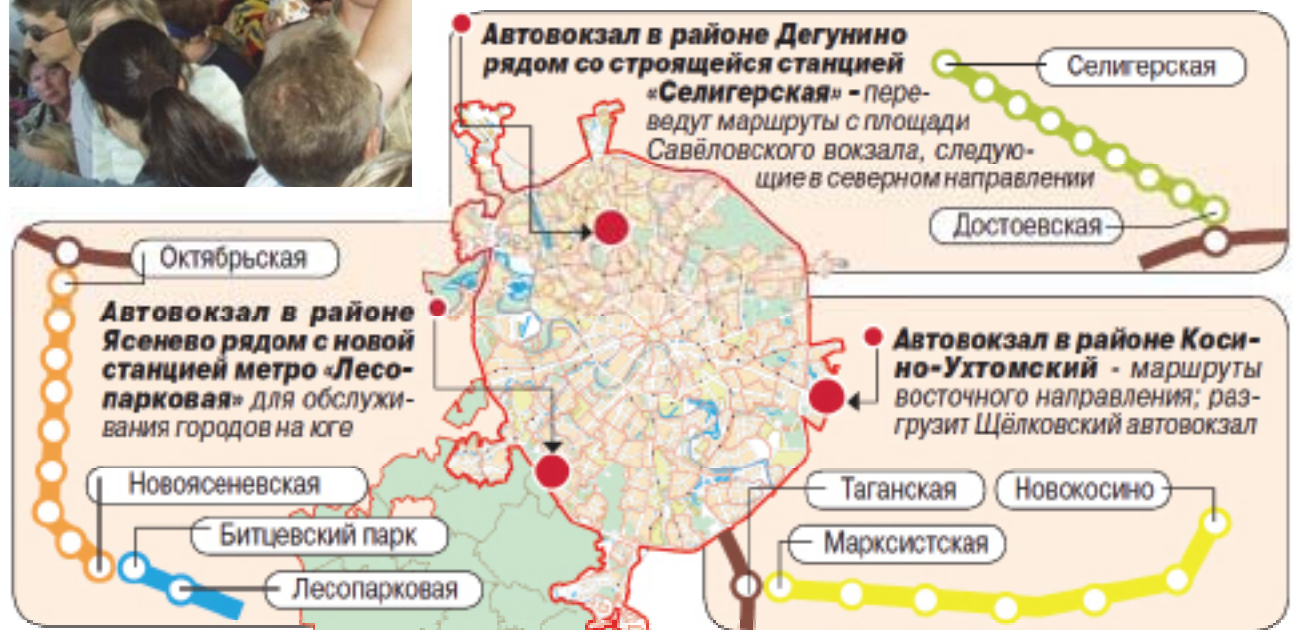 Автовокзал в районе Дегунино
рядом со строящейся станцией
«Селигерская» - пере-
ведут маршруты с площади
Савёловского вокзала, следую-
щие в северном направлении
Селигерская
Достоевская
Октябрьская
Автовокзал в районе
Ясенево рядом с новой
станцией метро «Лесо-
парковая» для обслужи-
вания городов на юге
Новоясеневская
Битцевский парк
Лесопарковая
Автовокзал в районе Коси-
но-Ухтомский - маршруты
восточного направления; раз-
грузит Щёлковский автовокзал
Таганская
Новокосино
Марксистская